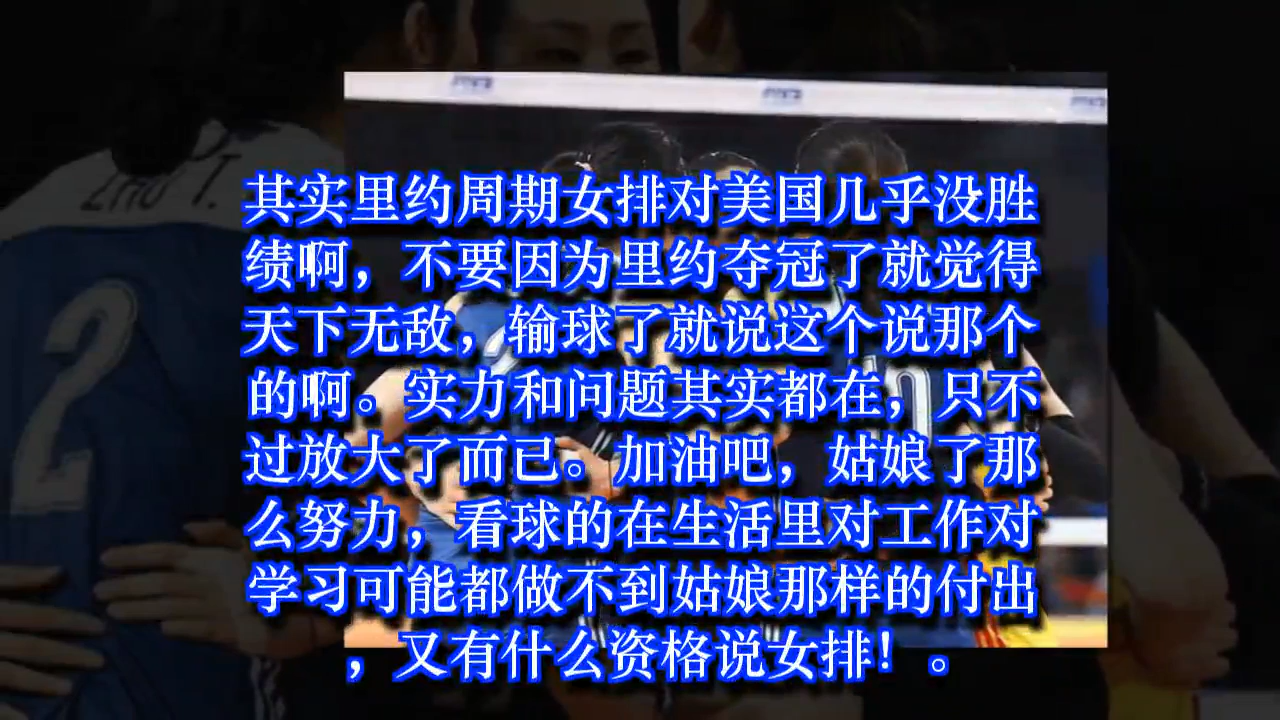 ZHU T.
2
其实里约周期女排对美国几乎没胜
绩啊，不要因为里约夺冠了就觉得
天下无敌，输球了就说这个说那个
的啊。实力和问题其实都在，只不
过放大了而已。加油吧，姑娘了那
么努力，看球的在生活里对工作对
学习可能都做不到姑娘那样的付出
，又有什么资格说女排！。